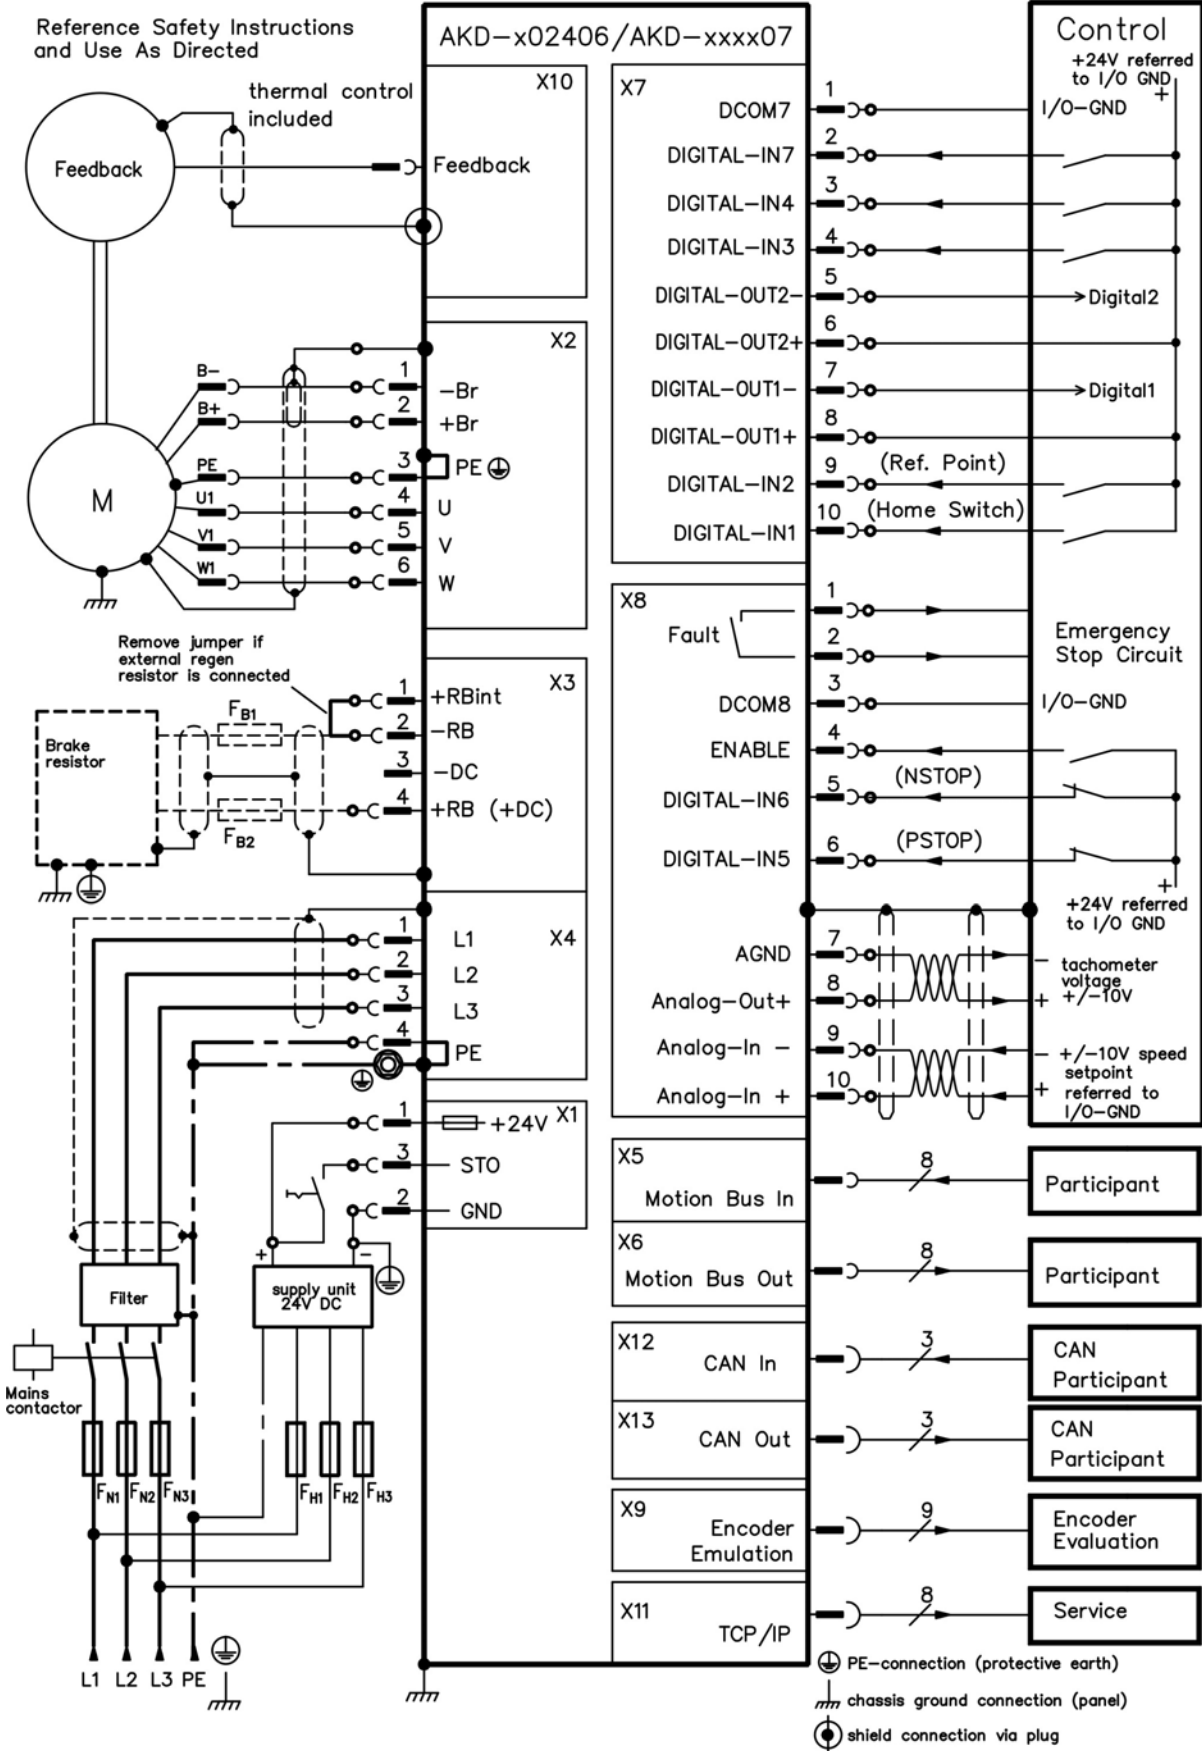 Reference Safety Instructions
and Use As Directed
AKD-x02406/AKD-xxxx07
Control
+24V referred
to I/O GND
+
thermal control
included
X10
Feedback
Feedback
X2
B-
1
-Br
B+
2
+Br
PE
3
PE
M
U1
4
U
V1
5
V
W1
6
W
Remove jumper if
external regen
resistor is connected
X3
1
+RBint
FB1
2
-RB
Brake
resistor
3
-DC
4
+RB (+DC)
FB2
X4
1
L1
2
L2
3
L3
4
PE
X1
1
+24V
3
STO
2
GND
+
-
Filter
supply unit
24V DC
Mains
contactor
FN1
FN2
FN3
FH1
FH2
FH3
L1
L2
L3
PE
X7
DCOM7
1
I/O-GND
DIGITAL-IN7
2
DIGITAL-IN4
3
DIGITAL-IN3
4
DIGITAL-OUT2-
5
Digital2
DIGITAL-OUT2+
6
DIGITAL-OUT1-
7
Digital1
DIGITAL-OUT1+
8
DIGITAL-IN2
9
(Ref. Point)
DIGITAL-IN1
10
(Home Switch)
X8
Fault
1
2
Emergency
Stop Circuit
DCOM8
3
I/O-GND
ENABLE
4
DIGITAL-IN6
5
(NSTOP)
DIGITAL-IN5
6
(PSTOP)
+
+24V referred
to I/O GND
AGND
7
-
Analog-Out+
8
+
tachometer
voltage
+/-10V
Analog-In -
9
-
Analog-In +
10
+
+/-10V speed
setpoint
referred to
I/O-GND
X5
Motion Bus In
8
Participant
X6
Motion Bus Out
8
Participant
X12
CAN In
3
CAN
Participant
X13
CAN Out
3
CAN
Participant
X9
Encoder
Emulation
9
Encoder
Evaluation
X11
TCP/IP
8
Service
PE-connection (protective earth)
chassis ground connection (panel)
shield connection via plug